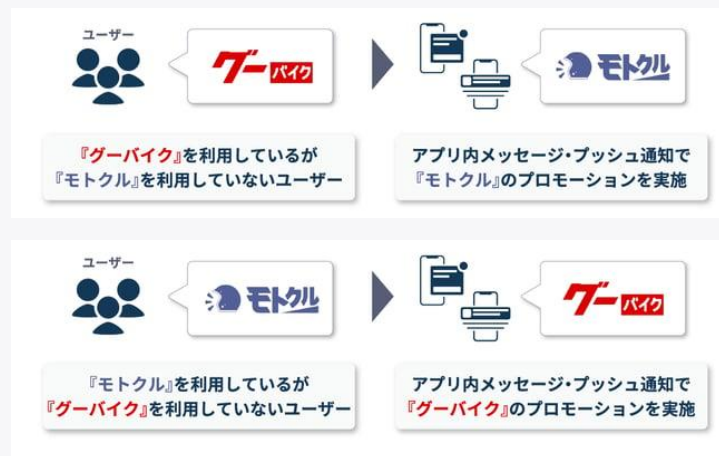 ユーザー
グーバイク
モトクル
『グーバイク』を利用しているが
『モトクル』を利用していないユーザー
アプリ内メッセージ・プッシュ通知で
『モトクル』のプロモーションを実施
ユーザー
モトクル
グーバイク
『モトクル』を利用しているが
『グーバイク』を利用していないユーザー
アプリ内メッセージ・プッシュ通知で
『グーバイク』のプロモーションを実施